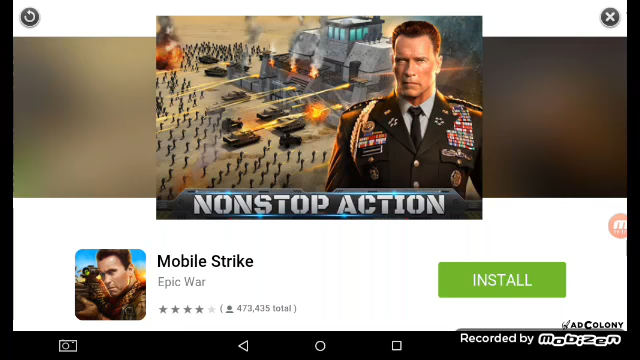 NONSTOP ACTION
Mobile Strike
Epic War
( 473,435 total )
INSTALL
ADCOLONY
Recorded by MOBIZEN